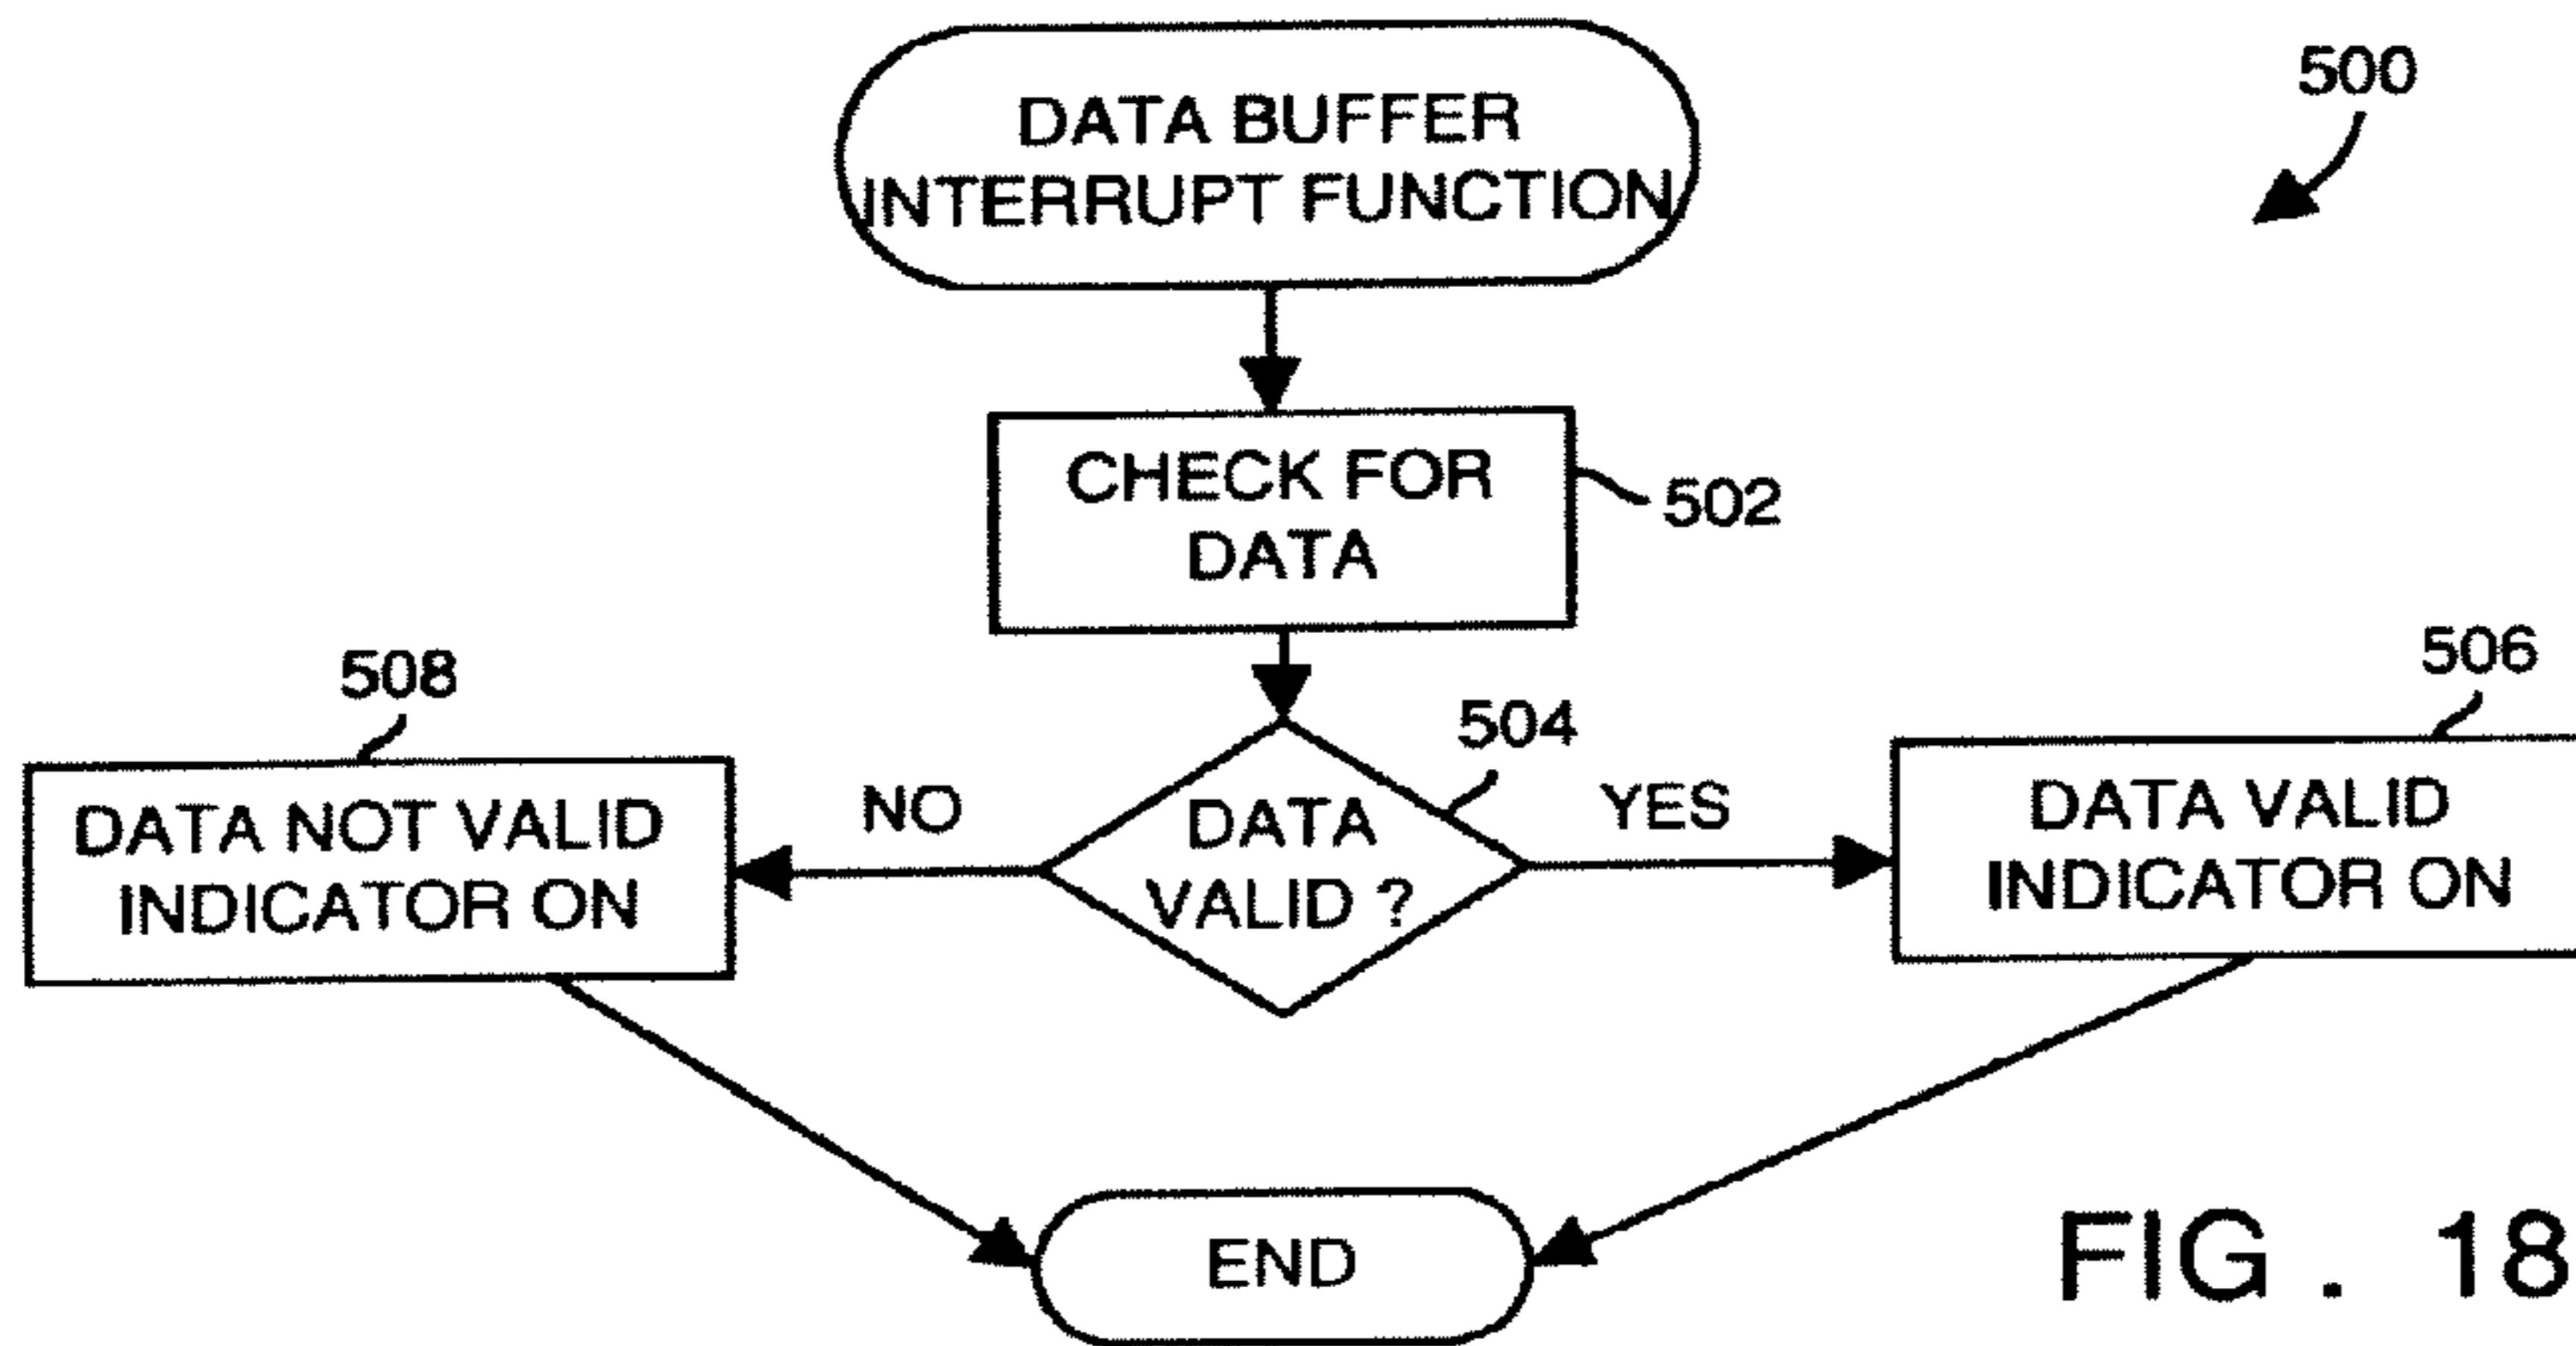 DATA BUFFER
INTERRUPT FUNCTION
500
CHECK FOR
DATA
502
508
504
506
DATA NOT VALID
INDICATOR ON
NO
DATA
VALID ?
YES
DATA VALID
INDICATOR ON
END
FIG . 18